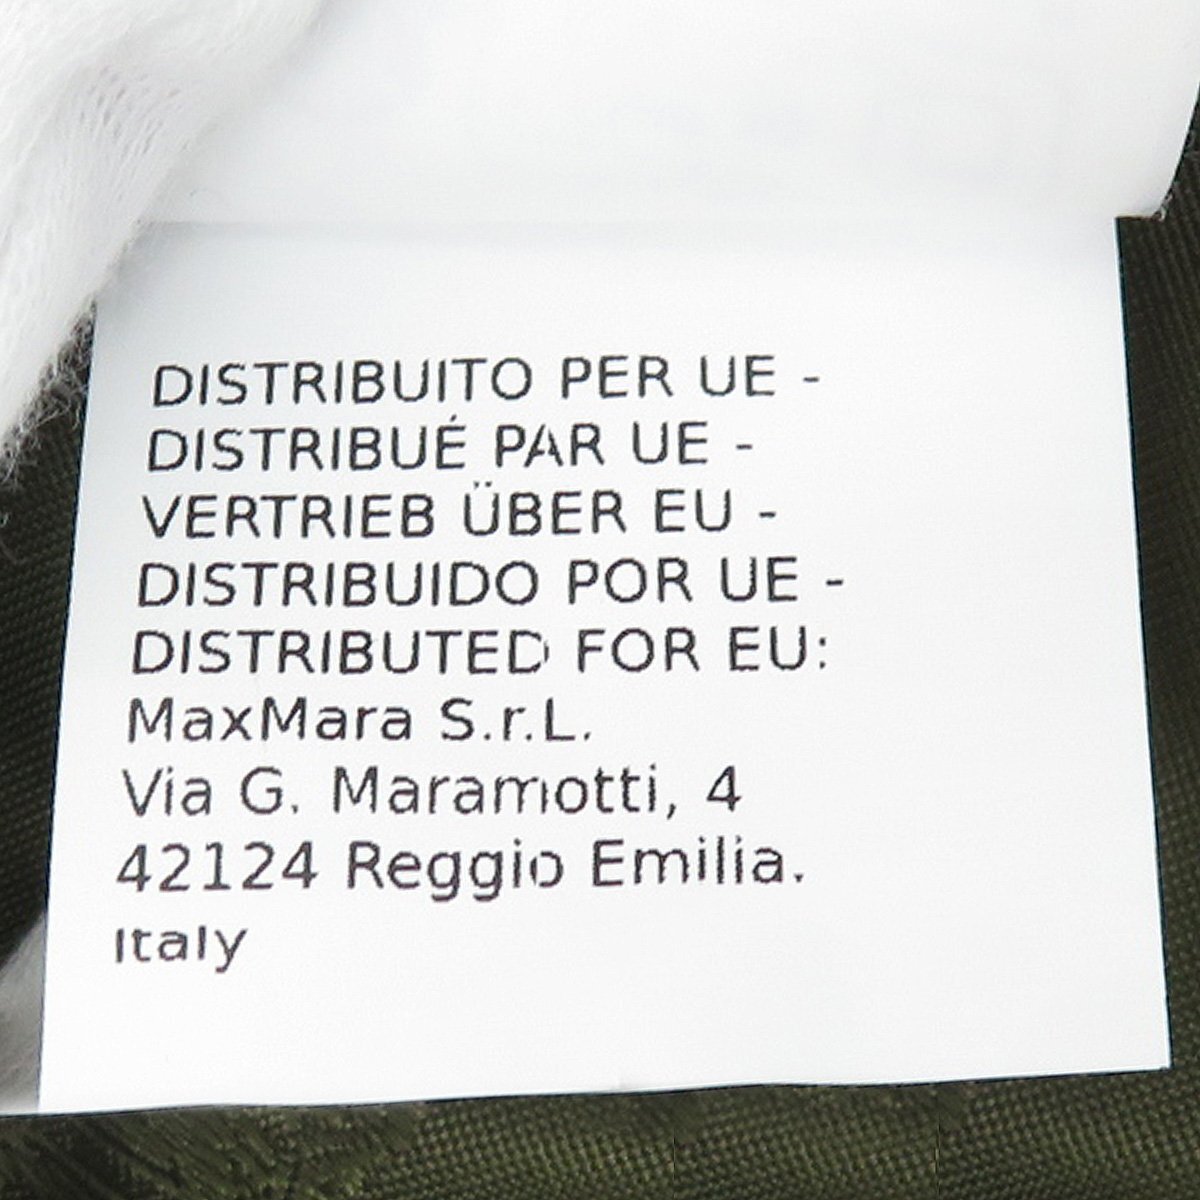 DISTRIBUITO PER UE -
DISTRIBUÉ PAR UE -
VERTRIEB ÜBER EU -
DISTRIBUIDO POR UE -
DISTRIBUTED FOR EU:
MaxMara S.r.L.
Via G. Maramotti, 4
42124 Reggio Emilia.
Italy